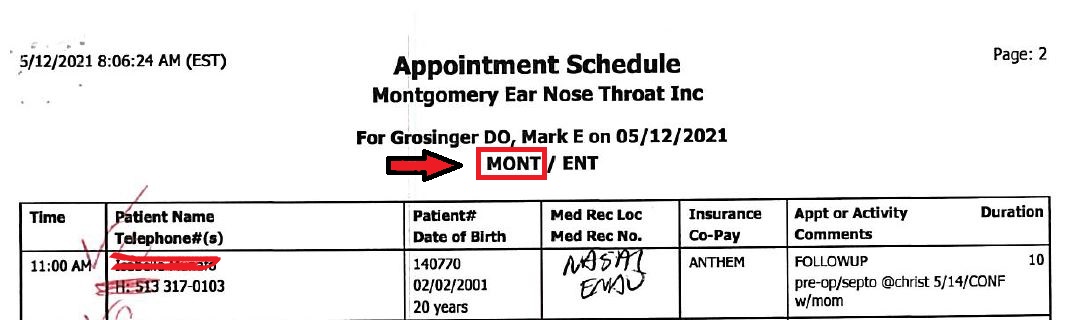 5/12/2021 8:06:24 AM (EST)
Page: 2
Appointment Schedule
Montgomery Ear Nose Throat Inc
For Grosinger DO, Mark E on 05/12/2021
MONT / ENT
Time Patient Name Patient# Med Rec Loc Insurance Appt or Activity Duration
Telephone#(s) Date of Birth Med Rec No. Co-Pay Comments
11:00 AM 140770 ANTHEM FOLLOWUP 10
H: 513 317-0103 02/02/2001 pre-op/septo @christ 5/14/CONF
20 years w/mom